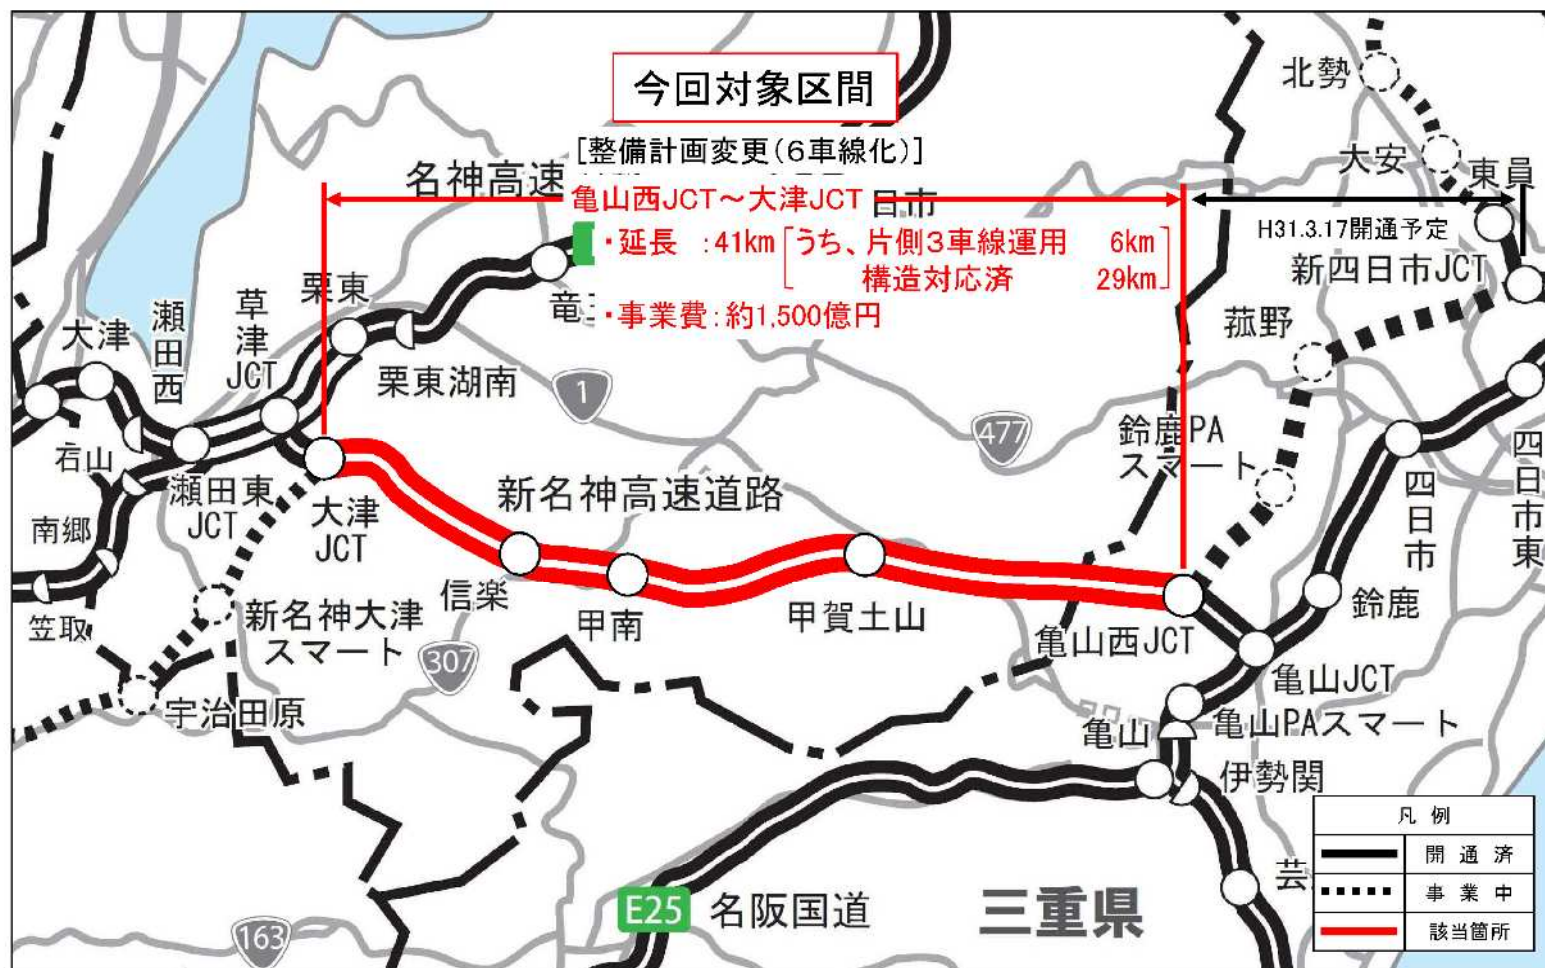 今回対象区間
[整備計画変更(6車線化)]
名神高速
亀山西JCT～大津JCT
日市
・延長 :41km[うち、片側3車線運用 6km]
構造対応済 29km
・事業費:約1,500億円
H31.3.17開通予定
北勢
大安
東員
新四日市JCT
菰野
鈴鹿PA
スマート
四日市
四日市東
鈴鹿
栗東
草津
JCT
瀬田西
大津
栗東湖南
竜王
石山
瀬田東
JCT
南郷
笠取
大津
JCT
新名神大津
スマート
宇治田原
1
477
307
163
新名神高速道路
信楽
甲南
甲賀土山
亀山西JCT
亀山JCT
亀山PAスマート
亀山
伊勢関
芸
E25 名阪国道
三重県
凡例
開通済
事業中
該当箇所